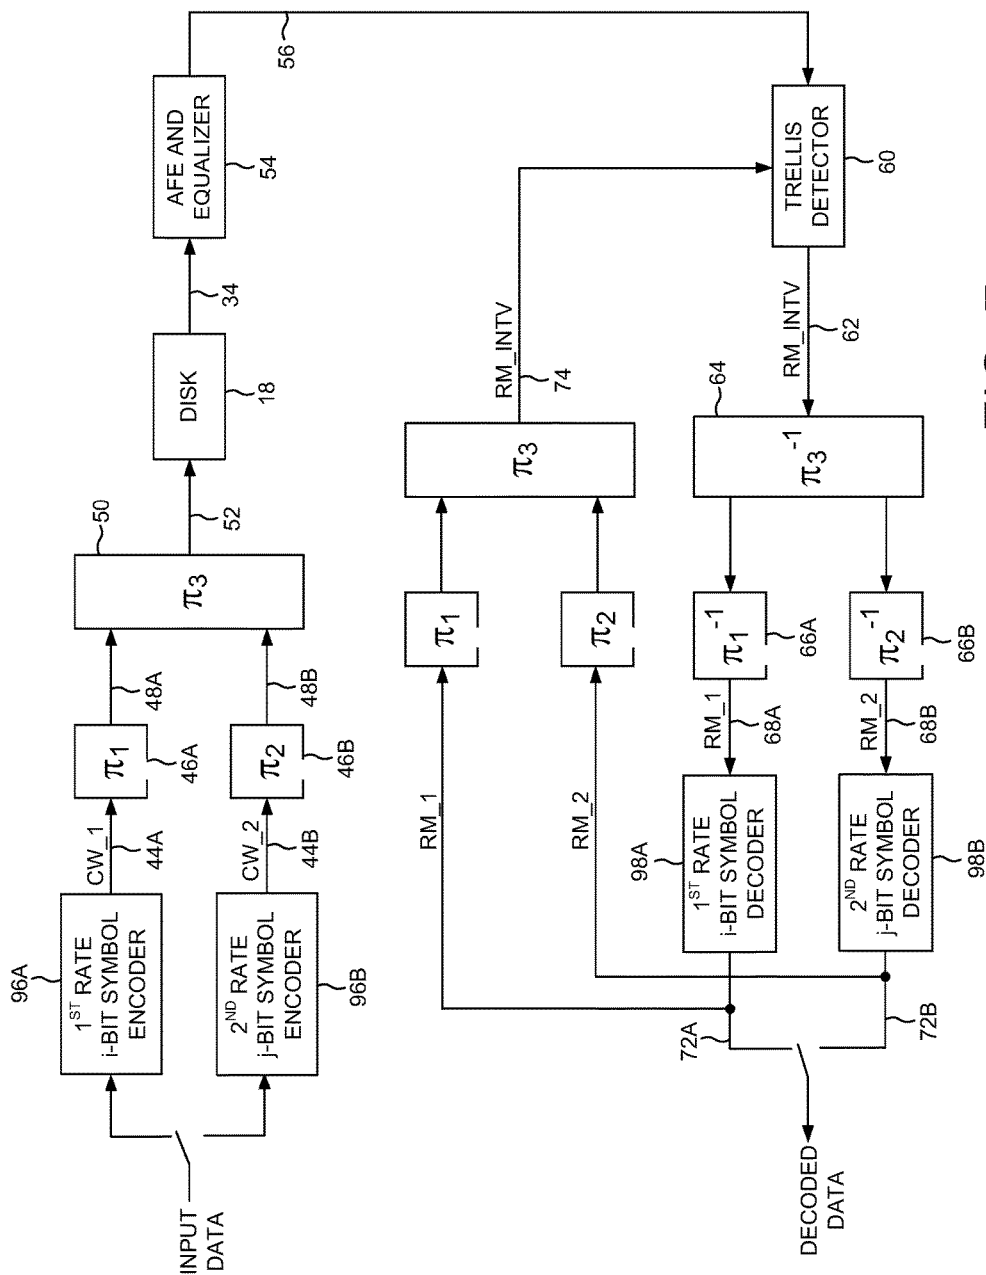 INPUT
DATA
1ST RATE
i-BIT SYMBOL
ENCODER
96A
2ND RATE
j-BIT SYMBOL
ENCODER
96B
CW_1
44A
CW_2
44B
π1
46A
π2
46B
48A
48B
π3
50
52
DISK
18
34
AFE AND
EQUALIZER
54
56
RM_1
RM_2
π1
π2
π3
RM_INTV
74
TRELLIS
DETECTOR
60
RM_INTV
62
π3-1
64
π1-1
66A
π2-1
66B
RM_1
68A
RM_2
68B
1ST RATE
i-BIT SYMBOL
DECODER
98A
2ND RATE
j-BIT SYMBOL
DECODER
98B
72A
72B
DECODED
DATA